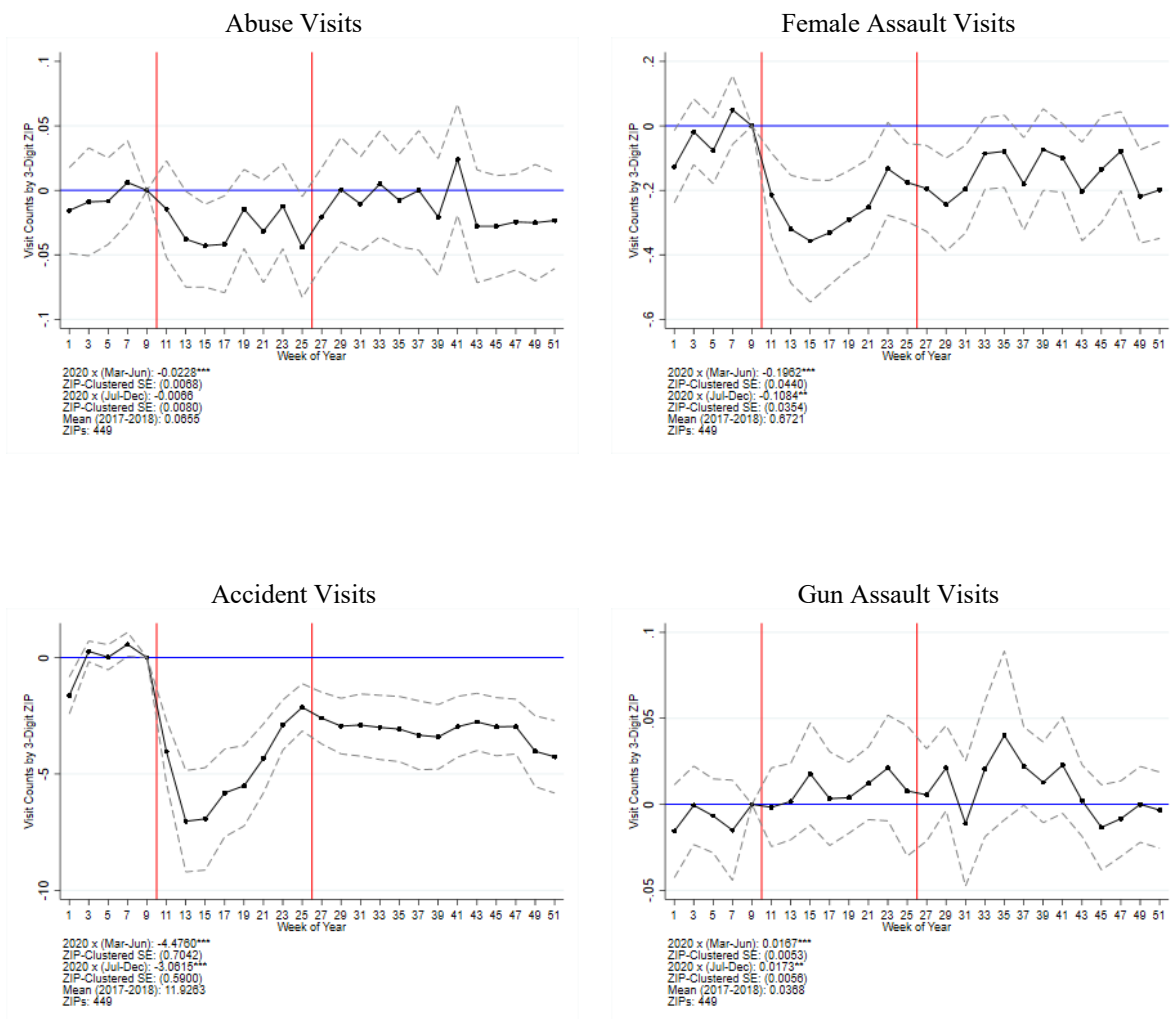 Abuse Visits
.1
.05
0
-.05
-.1
Visit Counts by 3-Digit ZIP
1 3 5 7 9 11 13 15 17 19 21 23 25 27 29 31 33 35 37 39 41 43 45 47 49 51
Week of Year
2020 x (Mar-Jun): -0.0228***
ZIP-Clustered SE: (0.0068)
2020 x (Jul-Dec): -0.0066
ZIP-Clustered SE: (0.0080)
Mean (2017-2018): 0.0655
ZIPs: 449
Female Assault Visits
.2
0
-.2
-.4
-.6
Visit Counts by 3-Digit ZIP
1 3 5 7 9 11 13 15 17 19 21 23 25 27 29 31 33 35 37 39 41 43 45 47 49 51
Week of Year
2020 x (Mar-Jun): -0.1962***
ZIP-Clustered SE: (0.0440)
2020 x (Jul-Dec): -0.1084**
ZIP-Clustered SE: (0.0354)
Mean (2017-2018): 0.6721
ZIPs: 449
Accident Visits
0
-5
-10
Visit Counts by 3-Digit ZIP
1 3 5 7 9 11 13 15 17 19 21 23 25 27 29 31 33 35 37 39 41 43 45 47 49 51
Week of Year
2020 x (Mar-Jun): -4.4760***
ZIP-Clustered SE: (0.7042)
2020 x (Jul-Dec): -3.0615***
ZIP-Clustered SE: (0.5900)
Mean (2017-2018): 11.9263
ZIPs: 449
Gun Assault Visits
.1
.05
0
-.05
Visit Counts by 3-Digit ZIP
1 3 5 7 9 11 13 15 17 19 21 23 25 27 29 31 33 35 37 39 41 43 45 47 49 51
Week of Year
2020 x (Mar-Jun): 0.0167***
ZIP-Clustered SE: (0.0053)
2020 x (Jul-Dec): 0.0173**
ZIP-Clustered SE: (0.0056)
Mean (2017-2018): 0.0368
ZIPs: 449